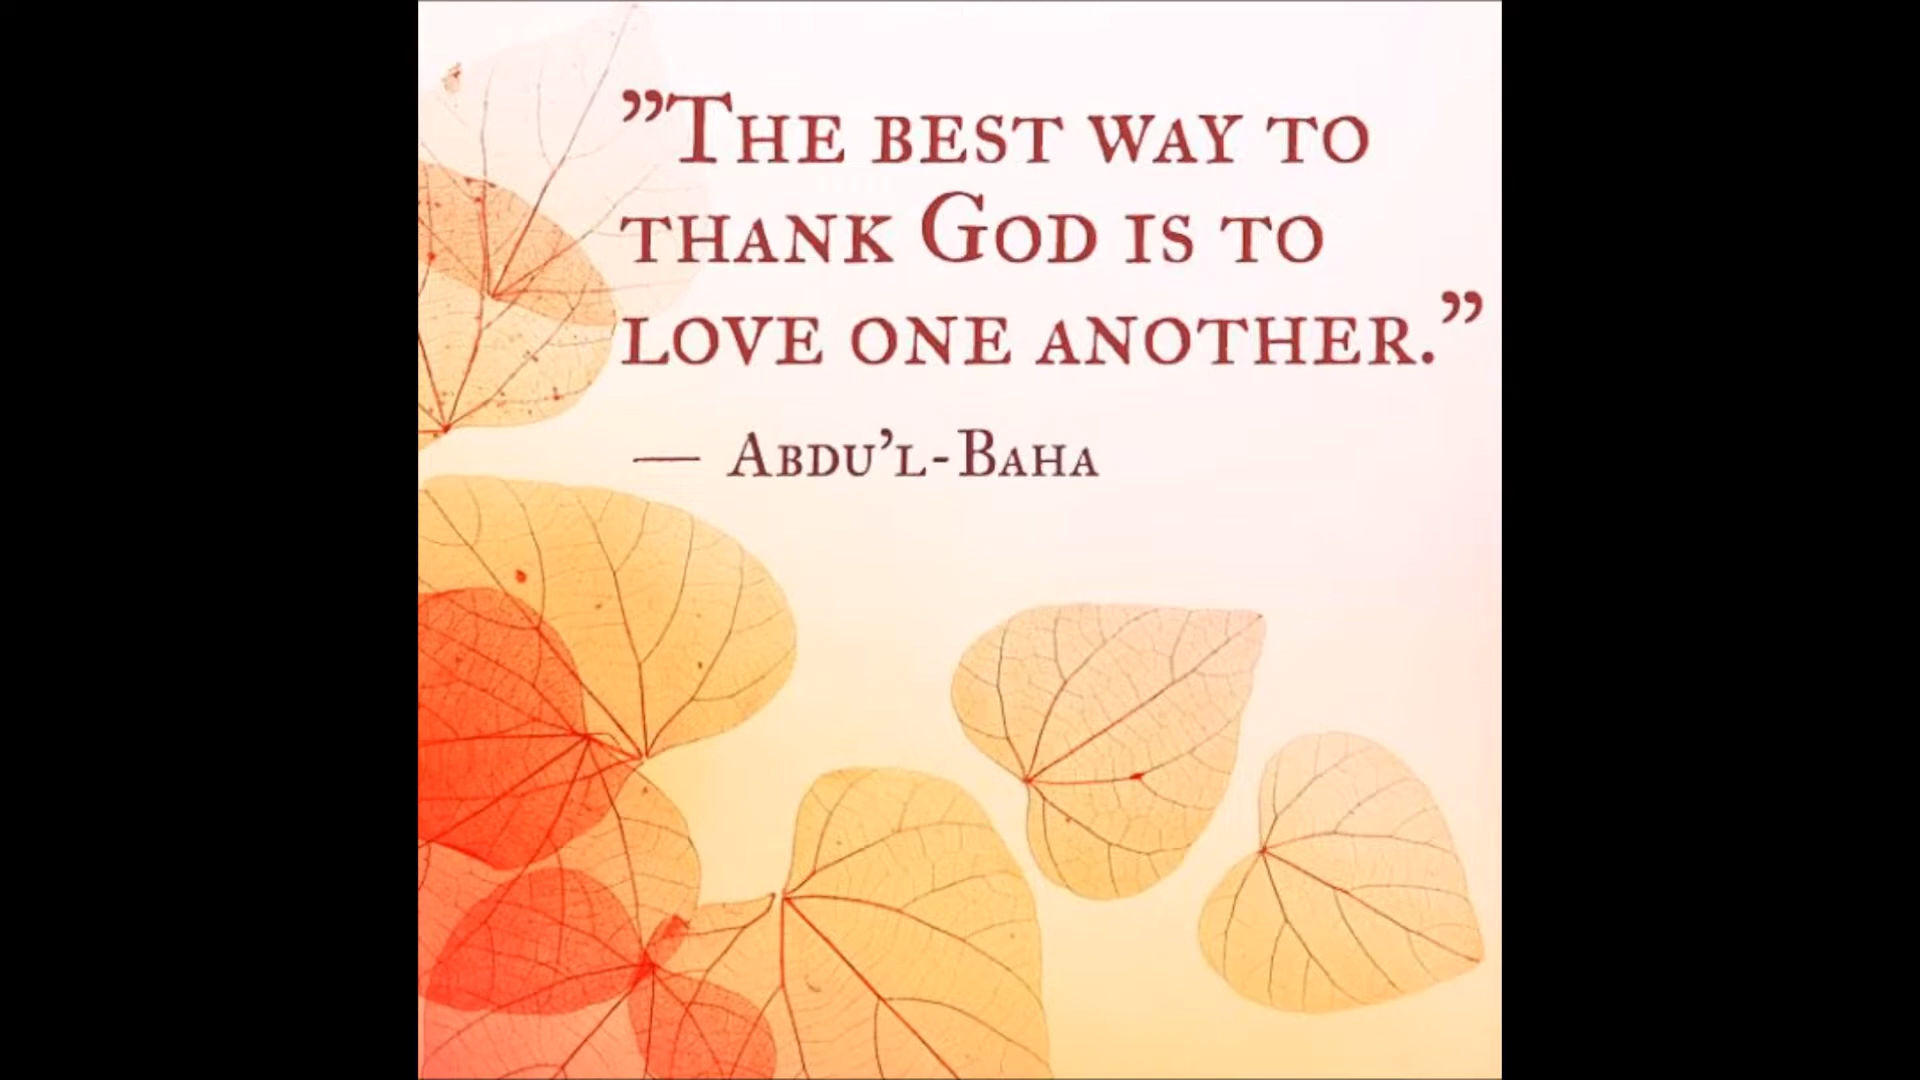 ”The best way to
thank God is to
love one another.”
— Abdu’l-Baha